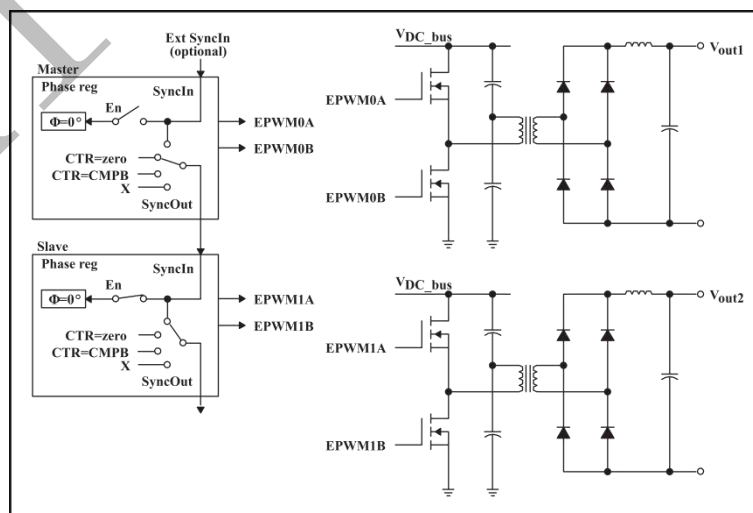 Ext SyncIn
(optional)
Master
Phase reg
SyncIn
En
Φ=0°
EPWM0A
EPWM0B
CTR=zero
CTR=CMPB
X
SyncOut
Slave
Phase reg
SyncIn
En
Φ=0°
EPWM1A
EPWM1B
CTR=zero
CTR=CMPB
X
SyncOut
VDC_bus
Vout1
EPWM0A
EPWM0B
VDC_bus
Vout2
EPWM1A
EPWM1B